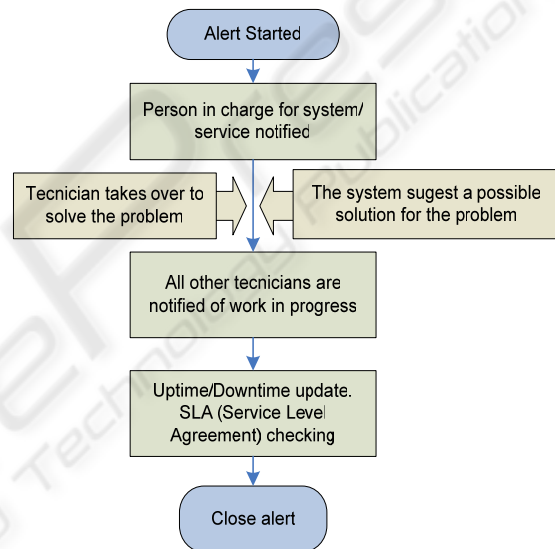 Alert Started
Person in charge for system/
service notified
Tecnician takes over to
solve the problem
The system sugest a possible
solution for the problem
All other tecnicians are
notified of work in progress
Uptime/Downtime update.
SLA (Service Level
Agreement) checking
Close alert